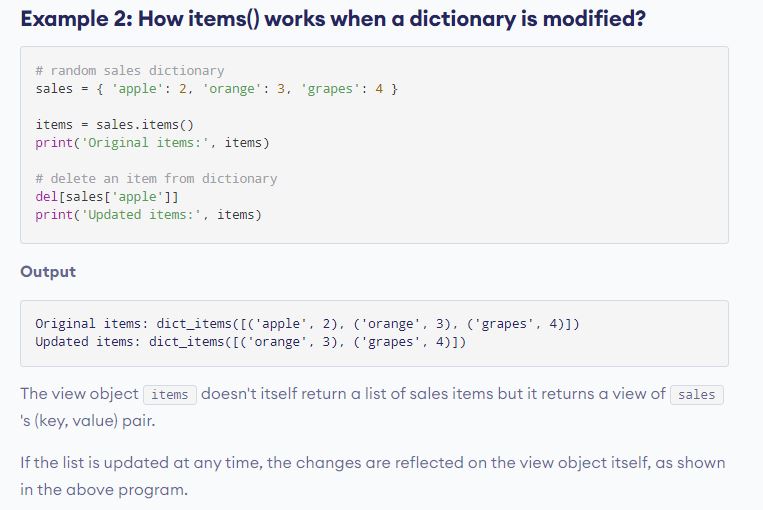 Example 2: How items() works when a dictionary is modified?
# random sales dictionary
sales = { 'apple': 2, 'orange': 3, 'grapes': 4 }
items = sales.items()
print('Original items:', items)
# delete an item from dictionary
del[sales['apple']]
print('Updated items:', items)
Output
Original items: dict_items([('apple', 2), ('orange', 3), ('grapes', 4)])
Updated items: dict_items([('orange', 3), ('grapes', 4)])
The view object items doesn't itself return a list of sales items but it returns a view of sales
's (key, value) pair.
If the list is updated at any time, the changes are reflected on the view object itself, as shown
in the above program.